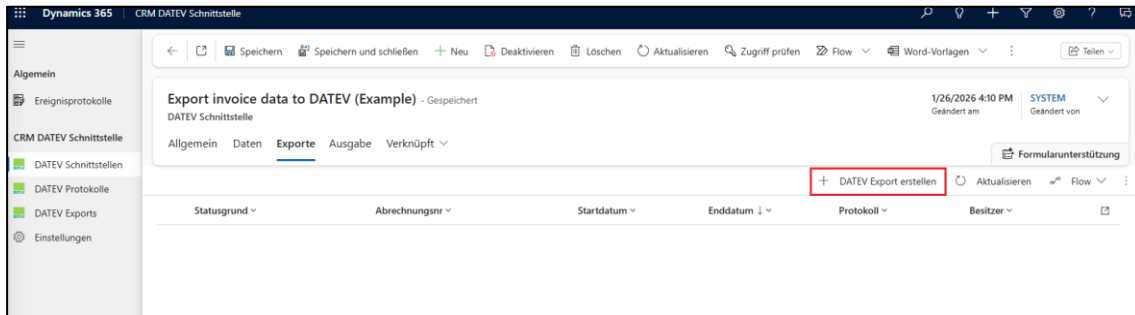 Dynamics 365 CRM DATEV Schnittstelle
Speichern Speichern und schließen Neu Deaktivieren Löschen Aktualisieren Zugriff prüfen Flow Word-Vorlagen Teilen
Algemein
Ereignisprotokolle
CRM DATEV Schnittstelle
DATEV Schnittstellen
DATEV Protokolle
DATEV Exports
Einstellungen
Export invoice data to DATEV (Example) - Gespeichert
DATEV Schnittstelle
1/26/2026 4:10 PM
Geändert am
SYSTEM
Geändert von
Allgemein Daten Exporte Ausgabe Verknüpft
Formularunterstützung
DATEV Export erstellen Aktualisieren Flow
Statusgrund Abrechnungsnr Startdatum Enddatum Protokoll Besitzer